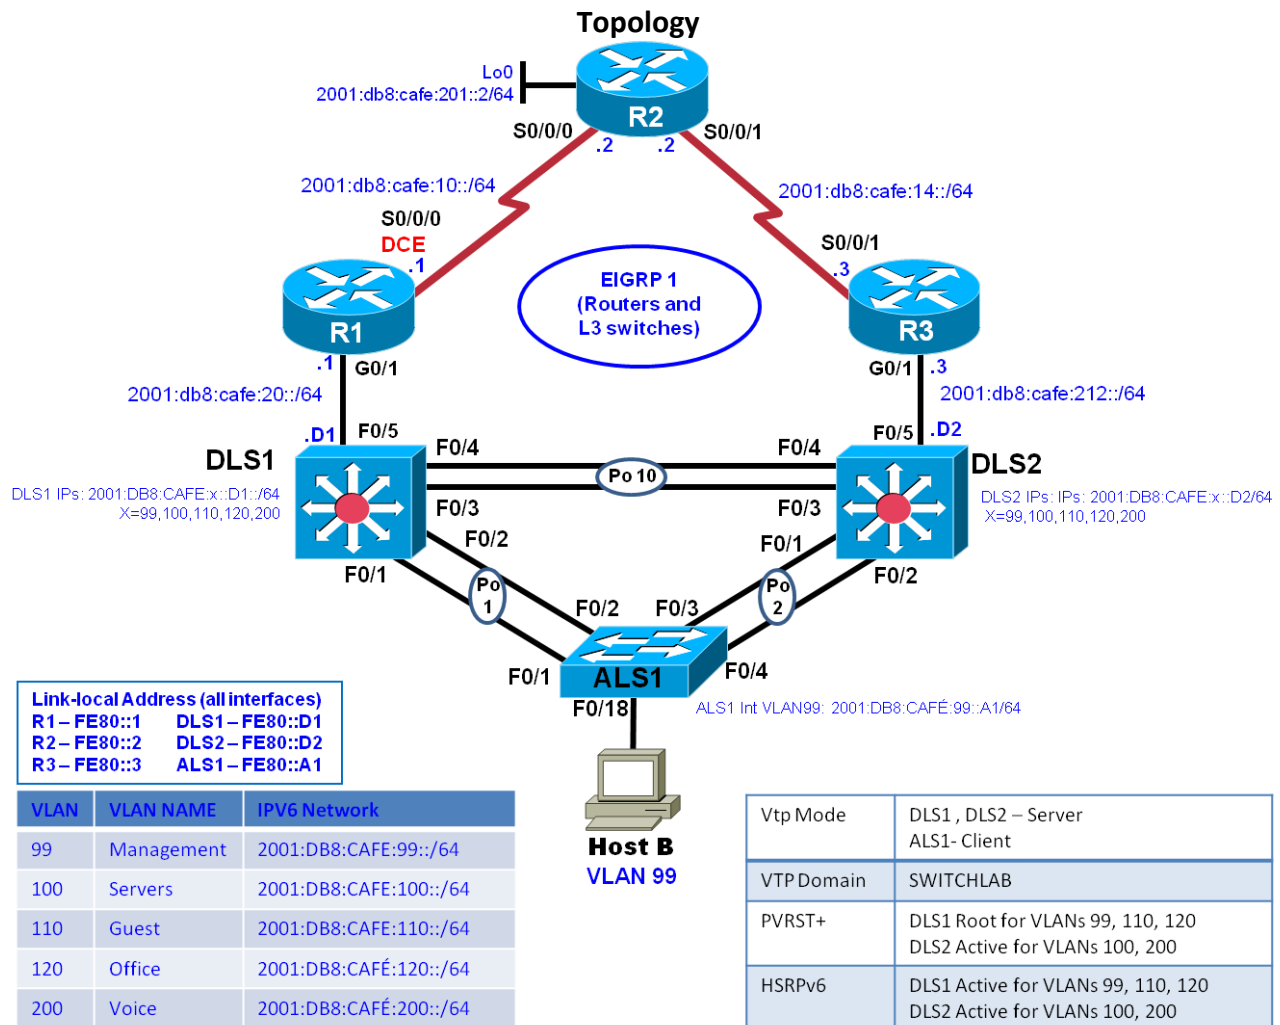 Topology
Lo0
2001:db8:cafe:201::2/64
R2
S0/0/0
S0/0/1
.2
.2
2001:db8:cafe:10::/64
2001:db8:cafe:14::/64
S0/0/0
DCE
.1
S0/0/1
.3
EIGRP 1
(Routers and
L3 switches)
R1
R3
.1
G0/1
G0/1
.3
2001:db8:cafe:20::/64
2001:db8:cafe:212::/64
.D1
F0/5
F0/5
.D2
DLS1
F0/4
F0/4
DLS2
Po 10
DLS1 IPs: 2001:DB8:CAFE:x::D1::/64
X=99,100,110,120,200
DLS2 IPs: IPs: 2001:DB8:CAFE:x::D2/64
X=99,100,110,120,200
F0/3
F0/3
F0/2
F0/1
F0/1
F0/2
Po
1
Po
2
F0/2
F0/3
F0/1
F0/4
ALS1
F0/18
ALS1 Int VLAN99: 2001:DB8:CAFÉ:99::A1/64
Host B
VLAN 99
Link-local Address (all interfaces)
R1 – FE80::1 DLS1 – FE80::D1
R2 – FE80::2 DLS2 – FE80::D2
R3 – FE80::3 ALS1 – FE80::A1
VLAN VLAN NAME IPV6 Network
99 Management 2001:DB8:CAFE:99::/64
100 Servers 2001:DB8:CAFE:100::/64
110 Guest 2001:DB8:CAFE:110::/64
120 Office 2001:DB8:CAFÉ:120::/64
200 Voice 2001:DB8:CAFÉ:200::/64
Vtp Mode DLS1 , DLS2 – Server
ALS1- Client
VTP Domain SWITCHLAB
PVRST+ DLS1 Root for VLANs 99, 110, 120
DLS2 Active for VLANs 100, 200
HSRPv6 DLS1 Active for VLANs 99, 110, 120
DLS2 Active for VLANs 100, 200